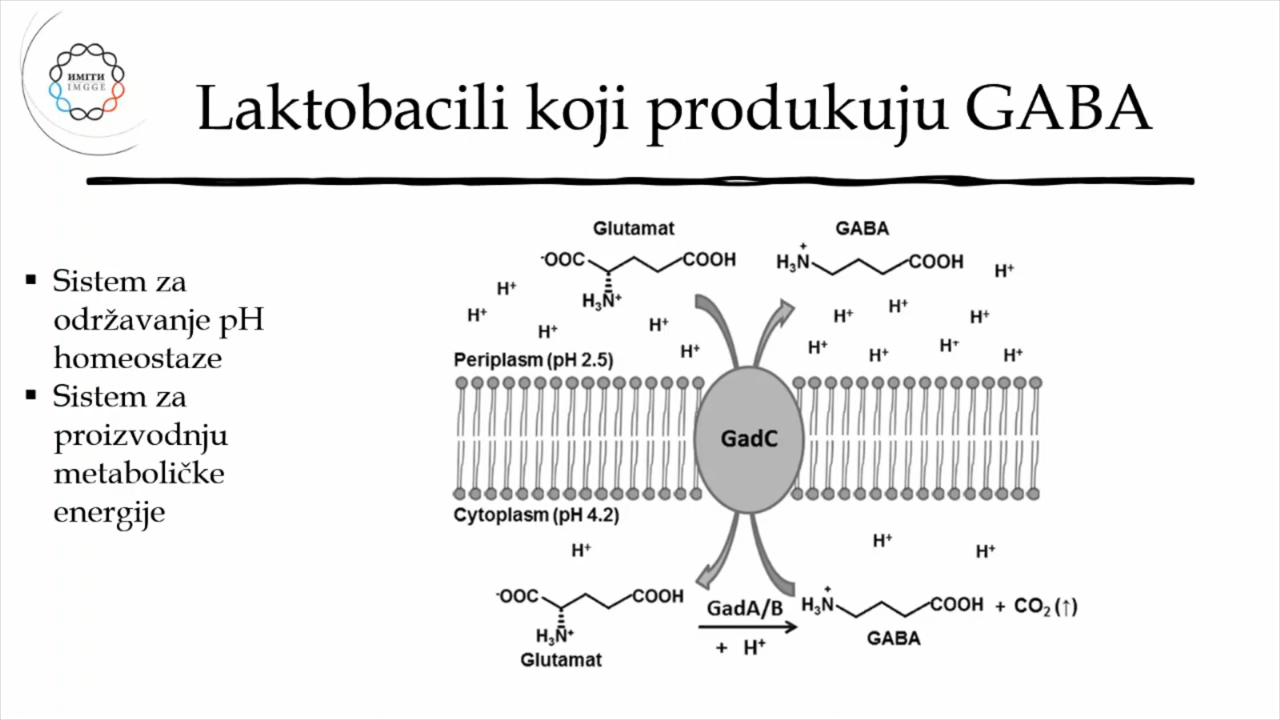 ИМГГИ
IMGGE
Laktobacili koji produkuju GABA
▪ Sistem za
održavanje pH
homeostaze
▪ Sistem za
proizvodnju
metaboličke
energije
Glutamat
GABA
⁻OOC COOH
H₃N⁺
H₃N⁺ COOH
H⁺
H⁺
H⁺
H⁺
H⁺
H⁺
H⁺
H⁺
H⁺
H⁺
H⁺
H⁺
H⁺
Periplasm (pH 2.5)
GadC
Cytoplasm (pH 4.2)
H⁺
H⁺
H⁺
⁻OOC COOH
H₃N⁺
Glutamat
GadA/B
+ H⁺
H₃N⁺ COOH + CO₂ (↑)
GABA